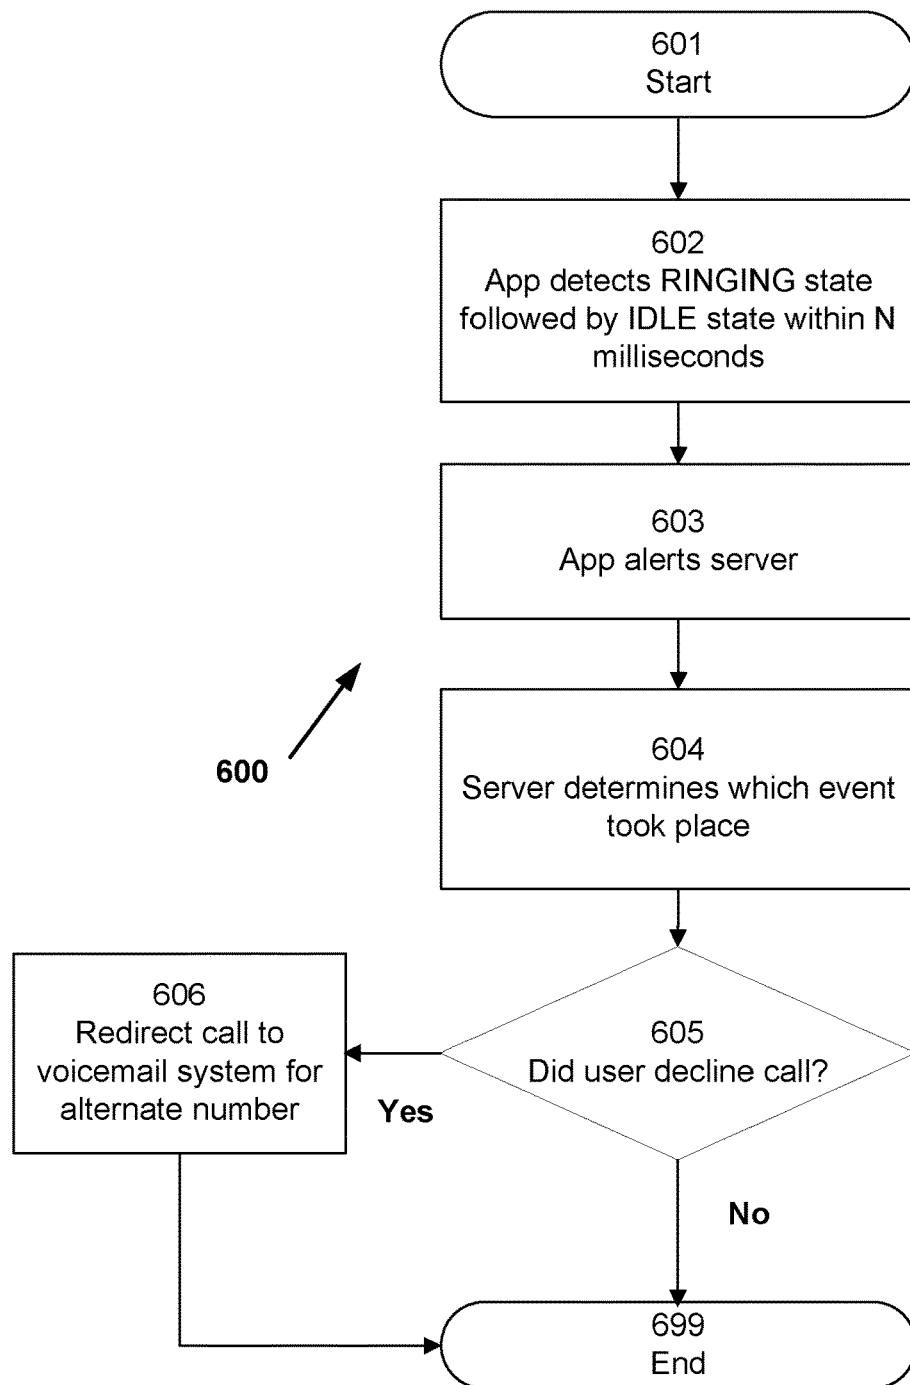 601
Start
602
App detects RINGING state
followed by IDLE state within N
milliseconds
603
App alerts server
600
604
Server determines which event
took place
606
Redirect call to
voicemail system for
alternate number
605
Did user decline call?
Yes
No
699
End